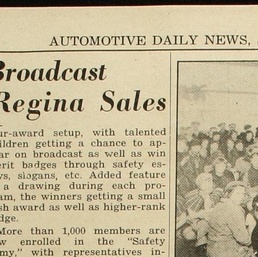 AUTOMOTIVE DAILY NEWS,
Broadcast
Regina Sales
ur-award setup, with talented
ildren getting a chance to ap-
ar on broadcast as well as win
erit badges through safety es-
ys, slogans, etc. Added feature
a drawing during each pro-
am, the winners getting a small
sh award as well as higher-rank
dge.
More than 1,000 members are
w enrolled in the "Safety
my," with representatives in-